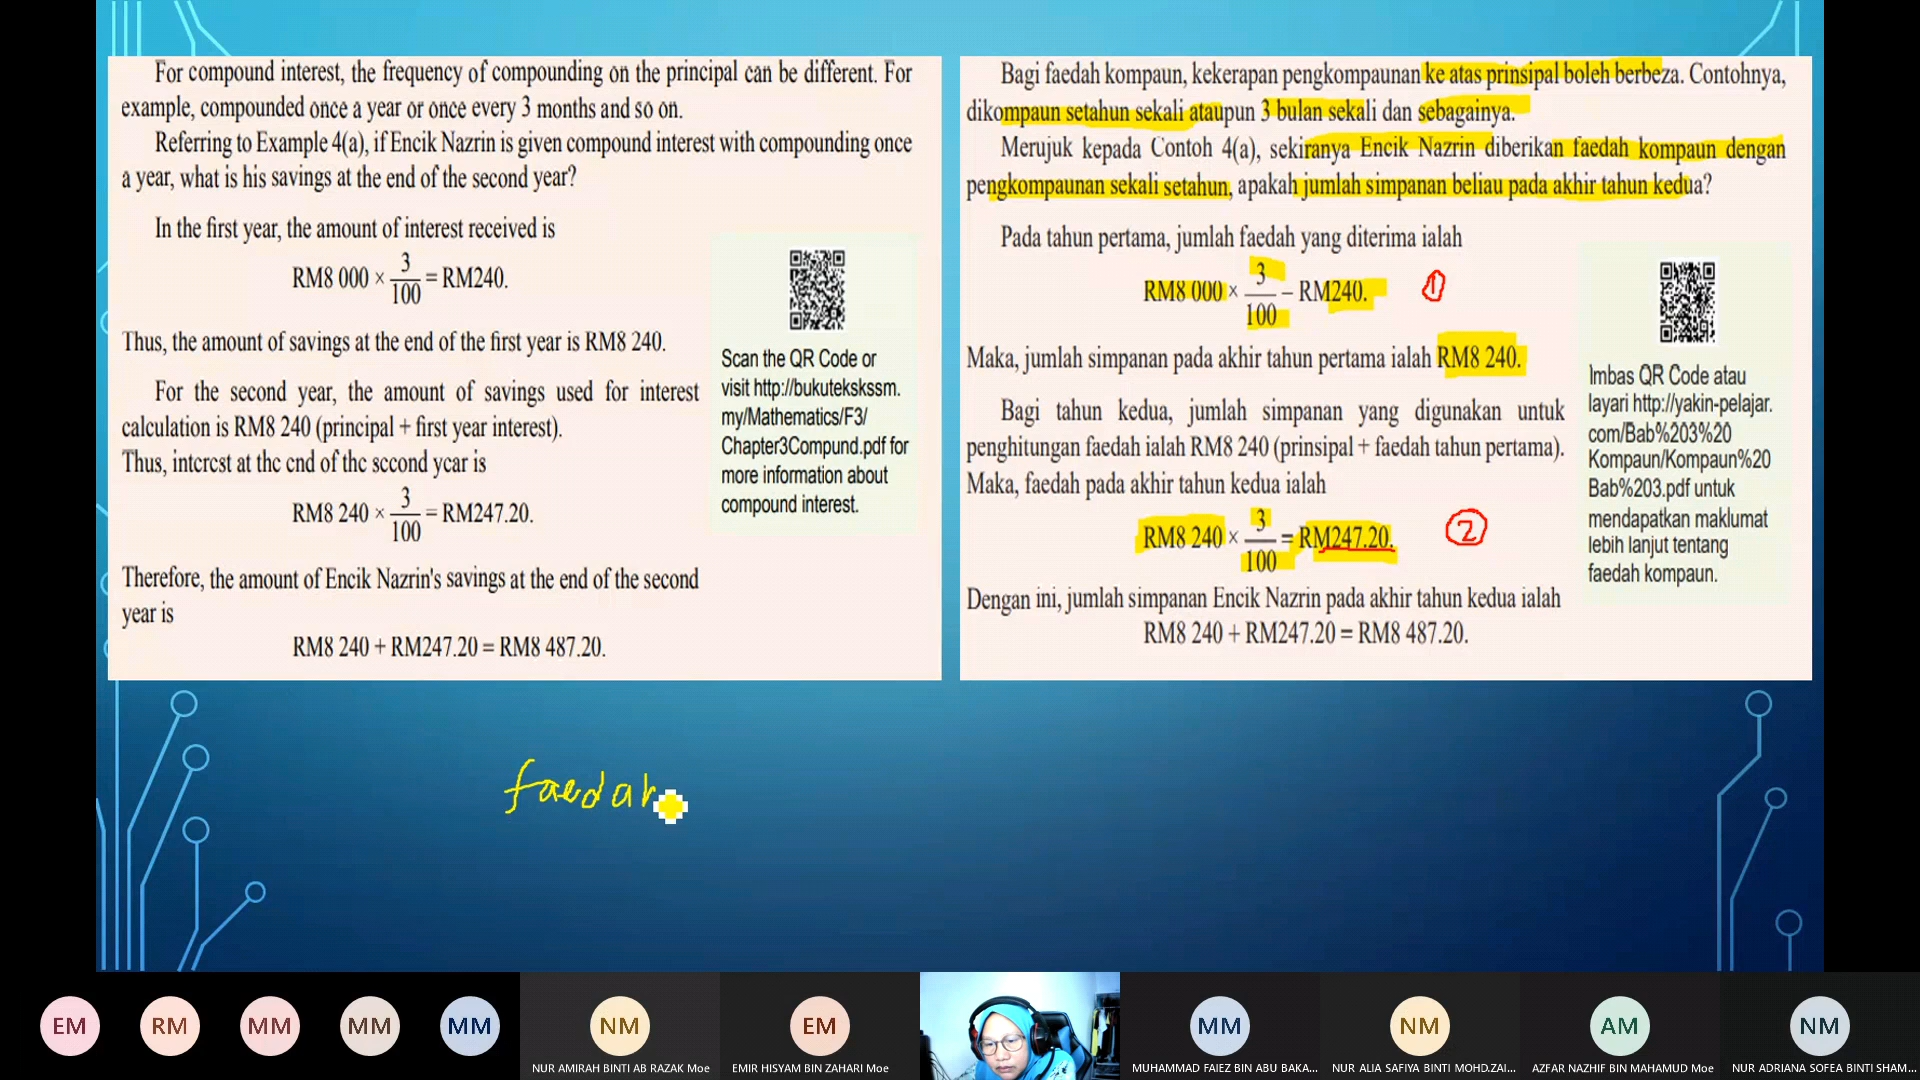 For compound interest, the frequency of compounding on the principal can be different. For
example, compounded once a year or once every 3 months and so on.
Referring to Example 4(a), if Encik Nazrin is given compound interest with compounding once
a year, what is his savings at the end of the second year?
In the first year, the amount of interest received is
RM8 000 × 3/100 = RM240.
Thus, the amount of savings at the end of the first year is RM8 240.
For the second year, the amount of savings used for interest
calculation is RM8 240 (principal + first year interest).
Thus, interest at the end of the second year is
RM8 240 × 3/100 = RM247.20.
Therefore, the amount of Encik Nazrin's savings at the end of the second
year is
RM8 240 + RM247.20 = RM8 487.20.
Scan the QR Code or
visit http://bukutekskssm.
my/Mathematics/F3/
Chapter3Compund.pdf for
more information about
compound interest.
Bagi faedah kompaun, kekerapan pengkompaunan ke atas prinsipal boleh berbeza. Contohnya,
dikompaun setahun sekali ataupun 3 bulan sekali dan sebagainya.
Merujuk kepada Contoh 4(a), sekiranya Encik Nazrin diberikan faedah kompaun dengan
pengkompaunan sekali setahun, apakah jumlah simpanan beliau pada akhir tahun kedua?
Pada tahun pertama, jumlah faedah yang diterima ialah
RM8 000 × 3/100 – RM240. ①
Maka, jumlah simpanan pada akhir tahun pertama ialah RM8 240.
Bagi tahun kedua, jumlah simpanan yang digunakan untuk
penghitungan faedah ialah RM8 240 (prinsipal + faedah tahun pertama).
Maka, faedah pada akhir tahun kedua ialah
RM8 240 × 3/100 = RM247.20. ②
Dengan ini, jumlah simpanan Encik Nazrin pada akhir tahun kedua ialah
RM8 240 + RM247.20 = RM8 487.20.
Imbas QR Code atau
layari http://yakin-pelajar.
com/Bab%203%20
Kompaun/Kompaun%20
Bab%203.pdf untuk
mendapatkan maklumat
lebih lanjut tentang
faedah kompaun.
faedah
EM RM MM MM MM NM EM MM NM AM NM
NUR AMIRAH BINTI AB RAZAK Moe
EMIR HISYAM BIN ZAHARI Moe
MUHAMMAD FAIEZ BIN ABU BAKA...
NUR ALIA SAFIYA BINTI MOHD.ZAI...
AZFAR NAZHIF BIN MAHAMUD Moe
NUR ADRIANA SOFEA BINTI SHAM...